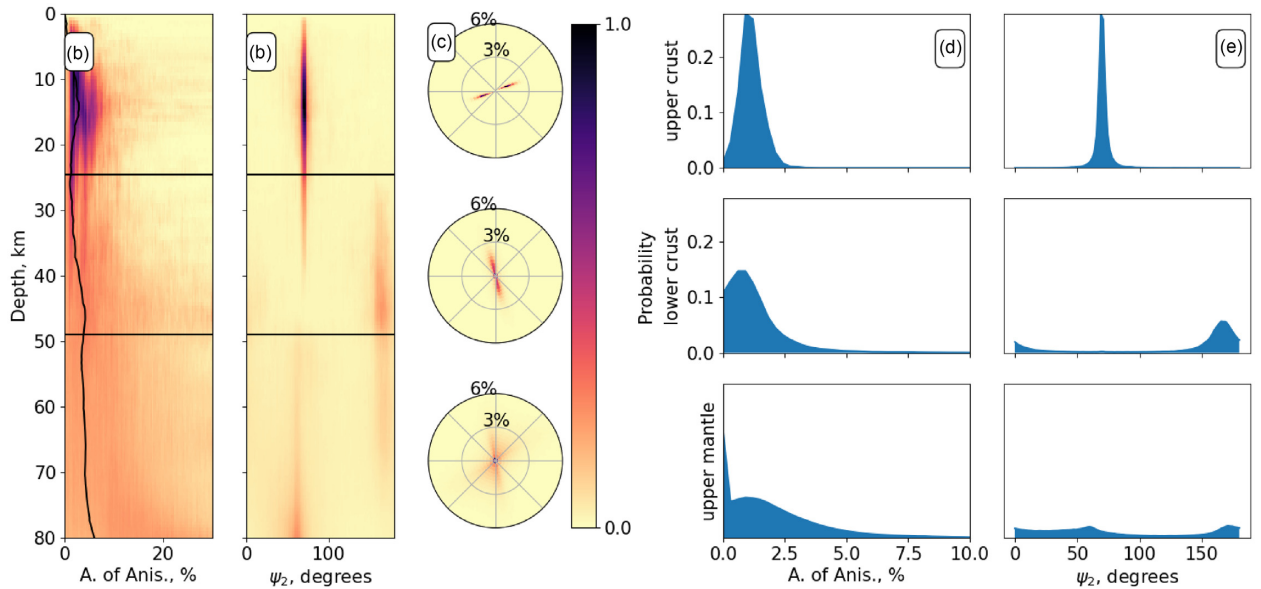 0
10
20
30
40
50
60
70
80
Depth, km
(b)
0
20
A. of Anis., %
(b)
0
100
ψ2, degrees
(c)
6%
3%
6%
3%
6%
3%
1.0
0.0
Probability
upper crust
0.2
0.1
0.0
(d)
(e)
lower crust
0.2
0.1
0.0
upper mantle
0.0
2.5
5.0
7.5
10.0
A. of Anis., %
0
50
100
150
ψ2, degrees